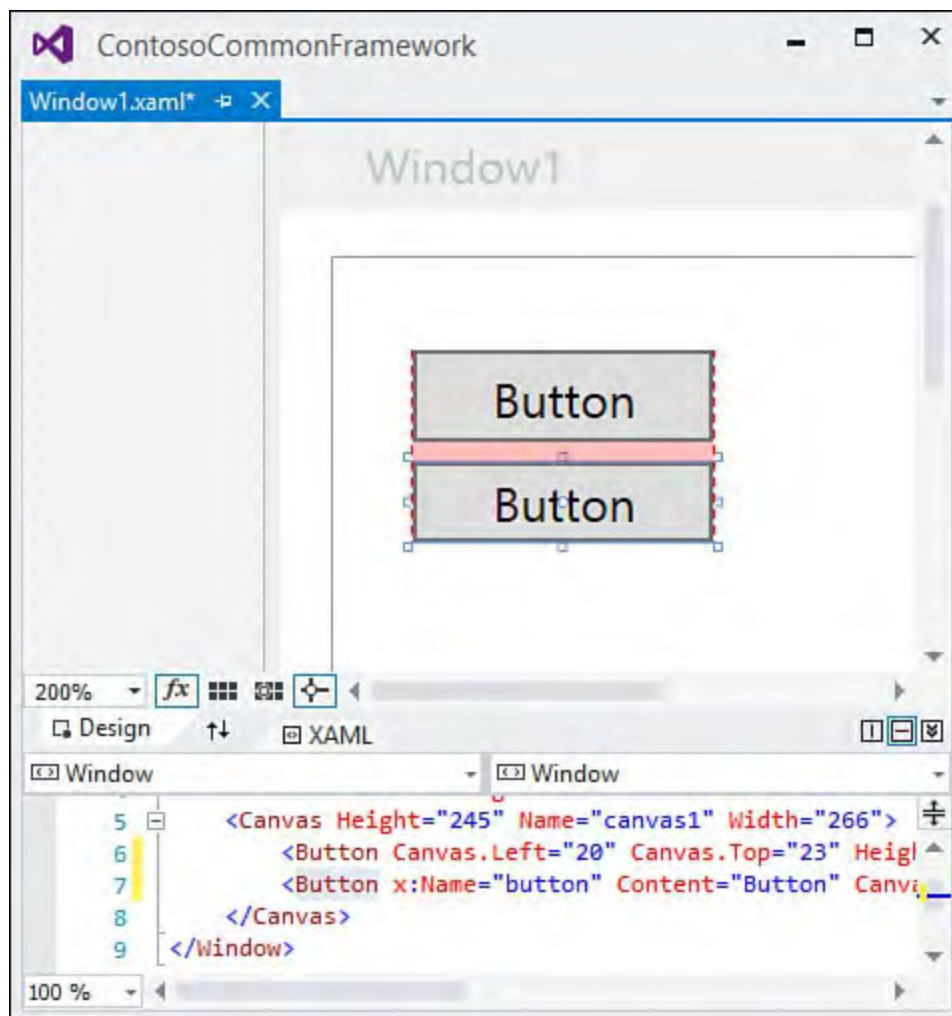 ContosoCommonFramework
Window1.xaml*
Window1
Button
Button
200% fx
Design XAML
Window Window
5 <Canvas Height="245" Name="canvas1" Width="266">
6 <Button Canvas.Left="20" Canvas.Top="23" Heigh
7 <Button x:Name="button" Content="Button" Canva
8 </Canvas>
9 </Window>
100 %